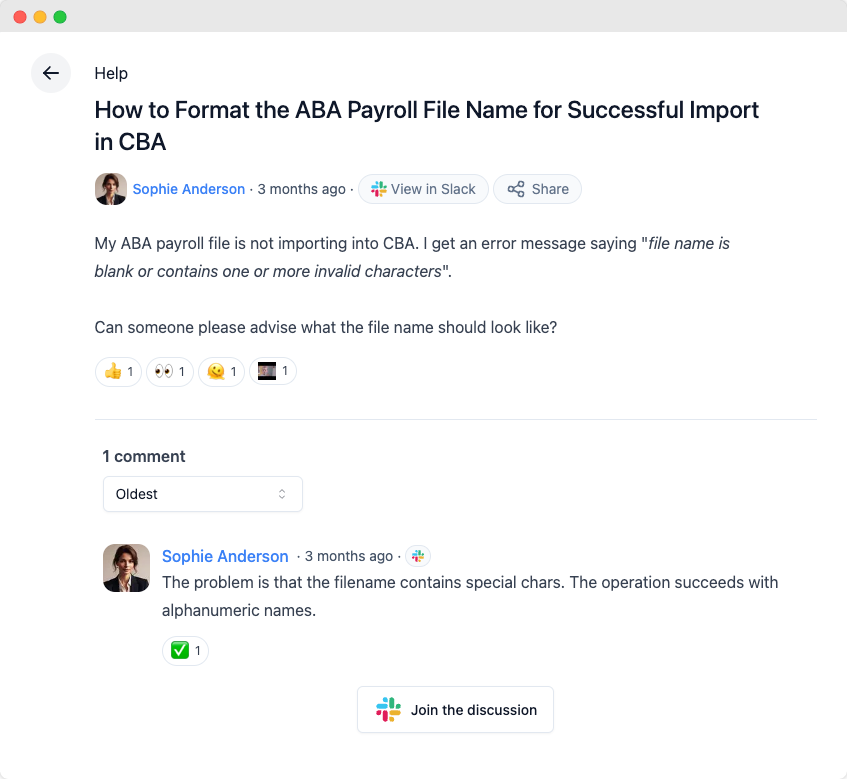 Help
How to Format the ABA Payroll File Name for Successful Import
in CBA
Sophie Anderson · 3 months ago · View in Slack Share
My ABA payroll file is not importing into CBA. I get an error message saying "file name is
blank or contains one or more invalid characters".
Can someone please advise what the file name should look like?
1 1 1 1
1 comment
Oldest
Sophie Anderson · 3 months ago ·
The problem is that the filename contains special chars. The operation succeeds with
alphanumeric names.
1
Join the discussion